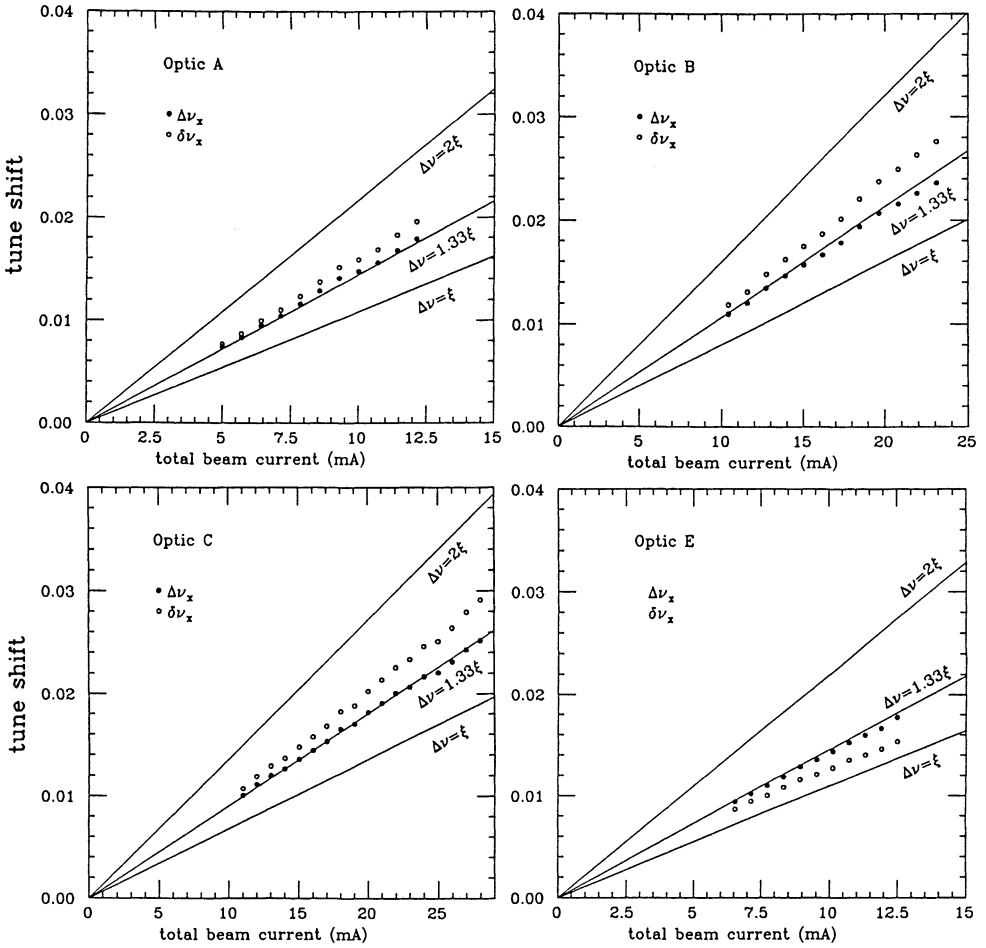 tune shift
0.04
0.03
0.02
0.01
0.00
Optic A
• Δν_x
○ δν_x
Δν=2ξ
Δν=1.33ξ
Δν=ξ
0 2.5 5 7.5 10 12.5 15
total beam current (mA)
0.04
0.03
0.02
0.01
0.00
Optic B
• Δν_x
○ δν_x
Δν=2ξ
Δν=1.33ξ
Δν=ξ
0 5 10 15 20 25
total beam current (mA)
tune shift
0.04
0.03
0.02
0.01
0.00
Optic C
• Δν_x
○ δν_x
Δν=2ξ
Δν=1.33ξ
Δν=ξ
0 5 10 15 20 25
total beam current (mA)
0.04
0.03
0.02
0.01
0.00
Optic E
Δν_x
δν_x
Δν=2ξ
Δν=1.33ξ
Δν=ξ
0 2.5 5 7.5 10 12.5 15
total beam current (mA)